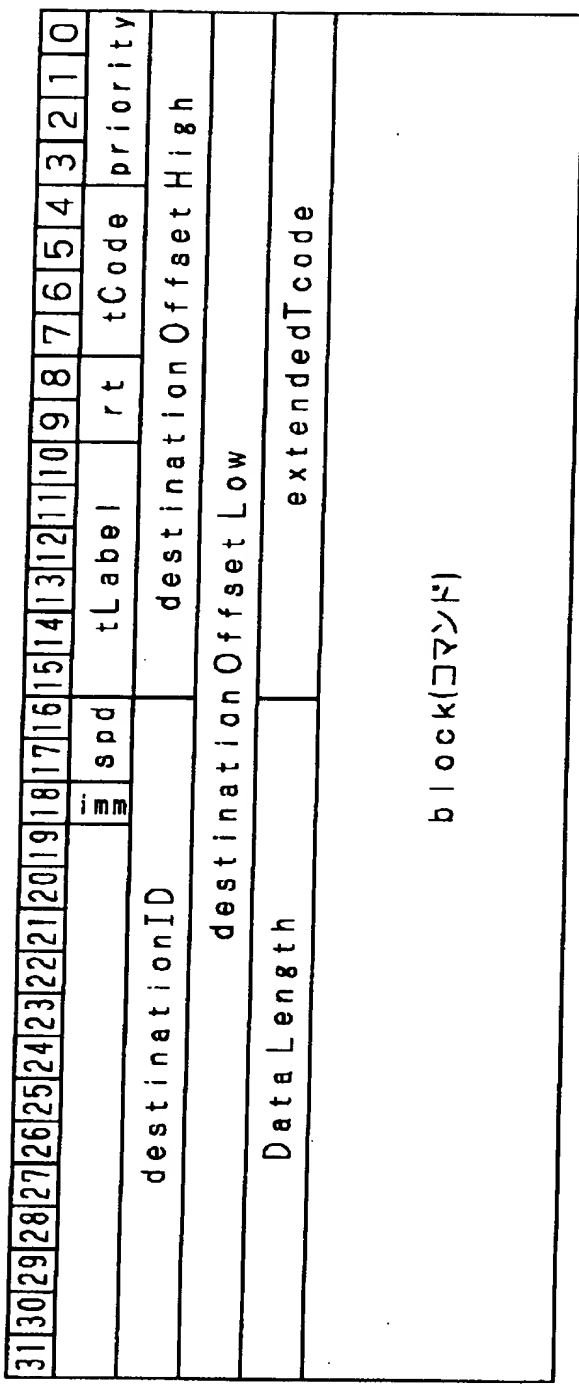 31 30 29 28 27 26 25 24 23 22 21 20 19 18 17 16 15 14 13 12 11 10 9 8 7 6 5 4 3 2 1 0
imm spd tLabel rt tCode priority
destinationID destinationOffsetHigh
destinationOffsetLow
DataLength extendedTcode
block(コマンド)